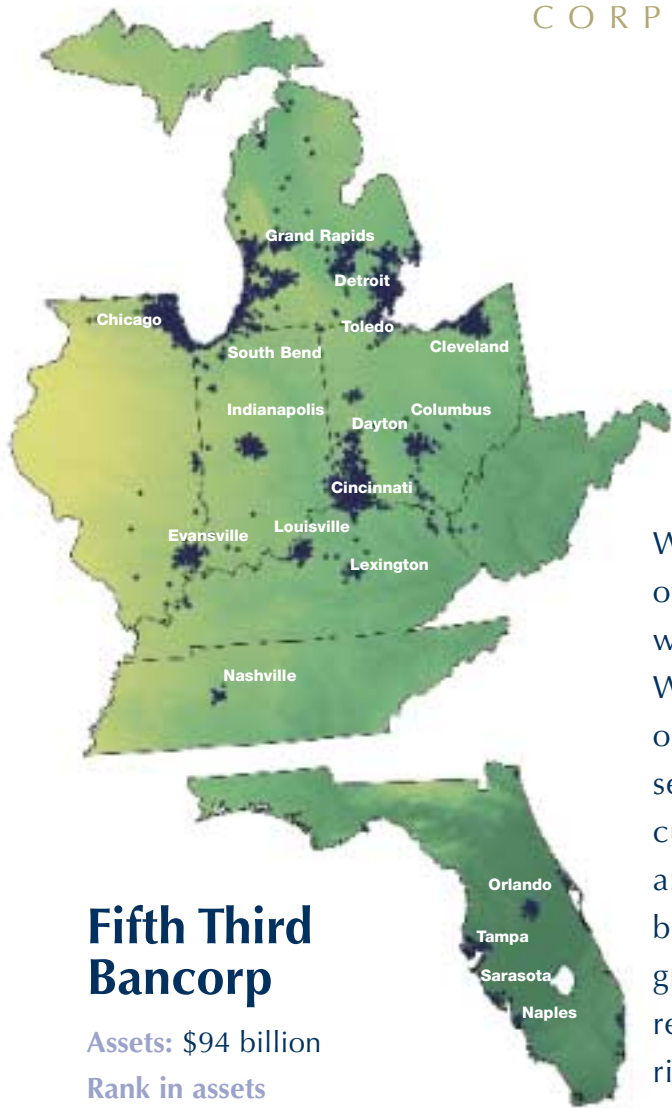 CORP
Grand Rapids
Detroit
Chicago
Toledo
South Bend
Cleveland
Indianapolis
Columbus
Dayton
Cincinnati
Louisville
Evansville
Lexington
Nashville
Orlando
Tampa
Sarasota
Naples
Fifth Third
Bancorp
Assets: $94 billion
Rank in assets